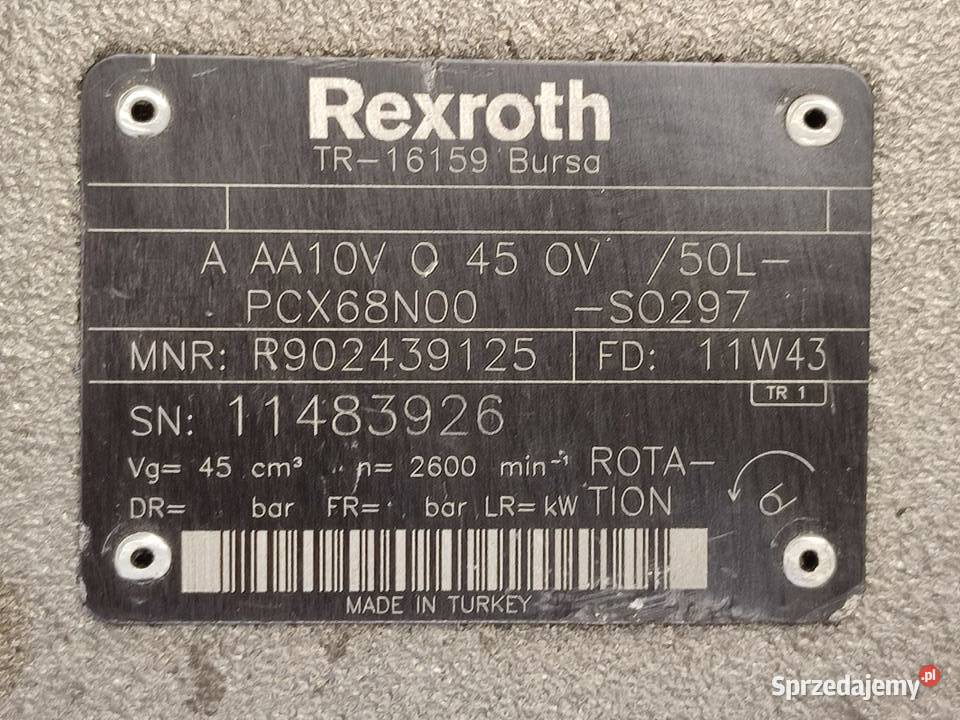 Rexroth
TR-16159 Bursa
A AA10V O 45 OV /50L-
PCX68N00 -SO297
MNR: R902439125 FD: 11W43
TR 1
SN: 11483926
Vg= 45 cm³ n= 2600 min⁻¹ ROTA-
DR= bar FR= bar LR= kW TION
MADE IN TURKEY
Sprzedajemy.pl